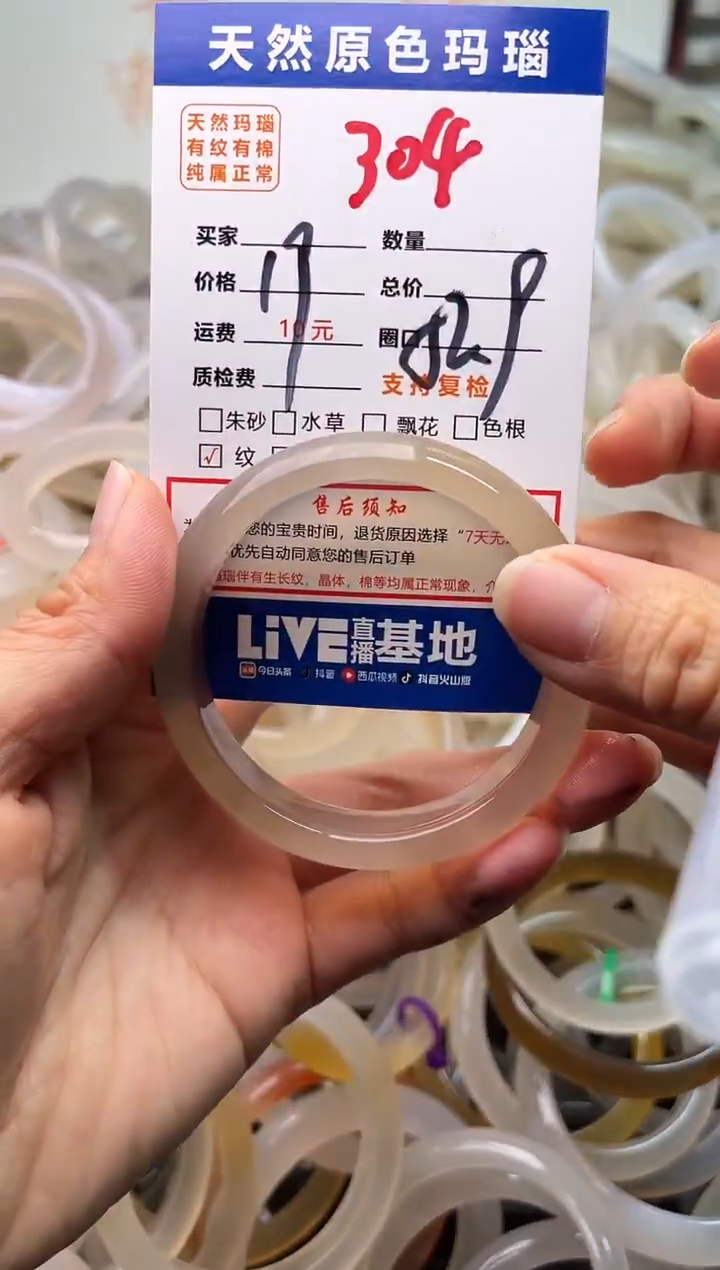 天然原色玛瑙
天然玛瑙
有纹有棉
纯属正常
304
买家
数量
价格
总价
运费 10元
圈口
质检费
支持复检
朱砂 水草 飘花 色根
√ 纹
售后须知
您的宝贵时间，退货原因选择“7天无
优先自动同意您的售后订单
瑙伴有生长纹，晶体，棉等均属正常现象，介
LiVE直播基地
今日头条 抖音 西瓜视频 抖音火山版